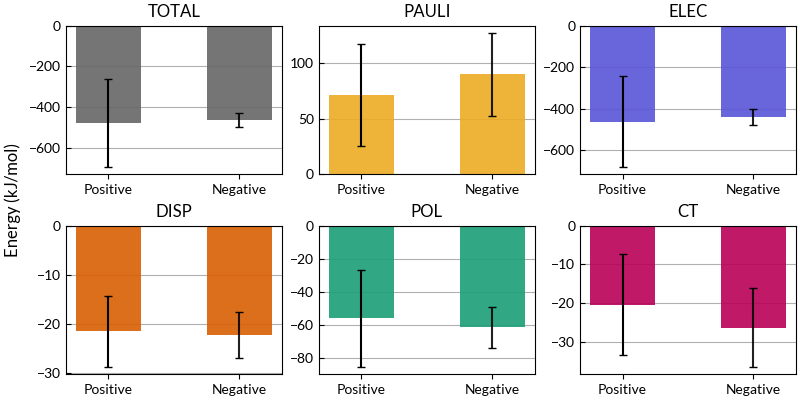 TOTAL
PAULI
ELEC
0
−200
−400
−600
100
50
0
0
−200
−400
−600
Positive
Negative
Positive
Negative
Positive
Negative
Energy (kJ/mol)
DISP
POL
CT
0
−10
−20
−30
0
−20
−40
−60
−80
0
−10
−20
−30
Positive
Negative
Positive
Negative
Positive
Negative